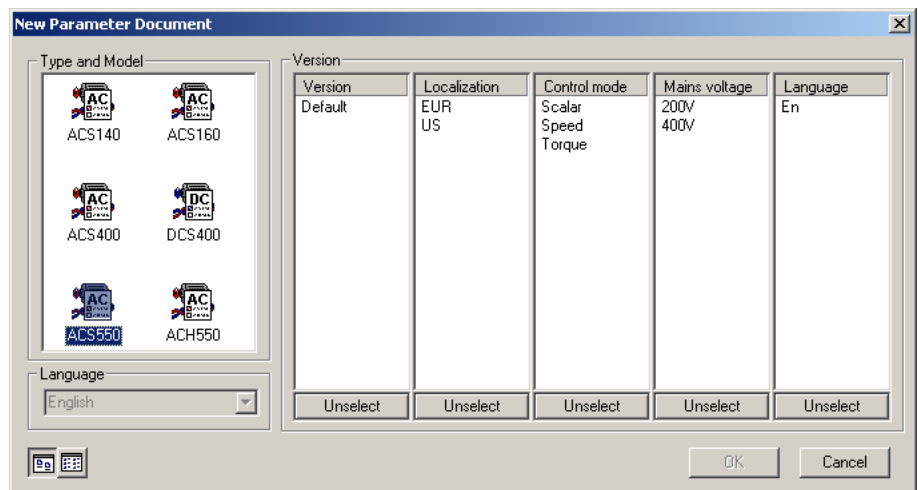 New Parameter Document
Type and Model
AC
ACS140
AC
ACS160
AC
ACS400
DC
DCS400
AC
ACS550
AC
ACH550
Language
English
Version
Version
Default
Unselect
Localization
EUR
US
Unselect
Control mode
Scalar
Speed
Torque
Unselect
Mains voltage
200V
400V
Unselect
Language
En
Unselect
OK
Cancel